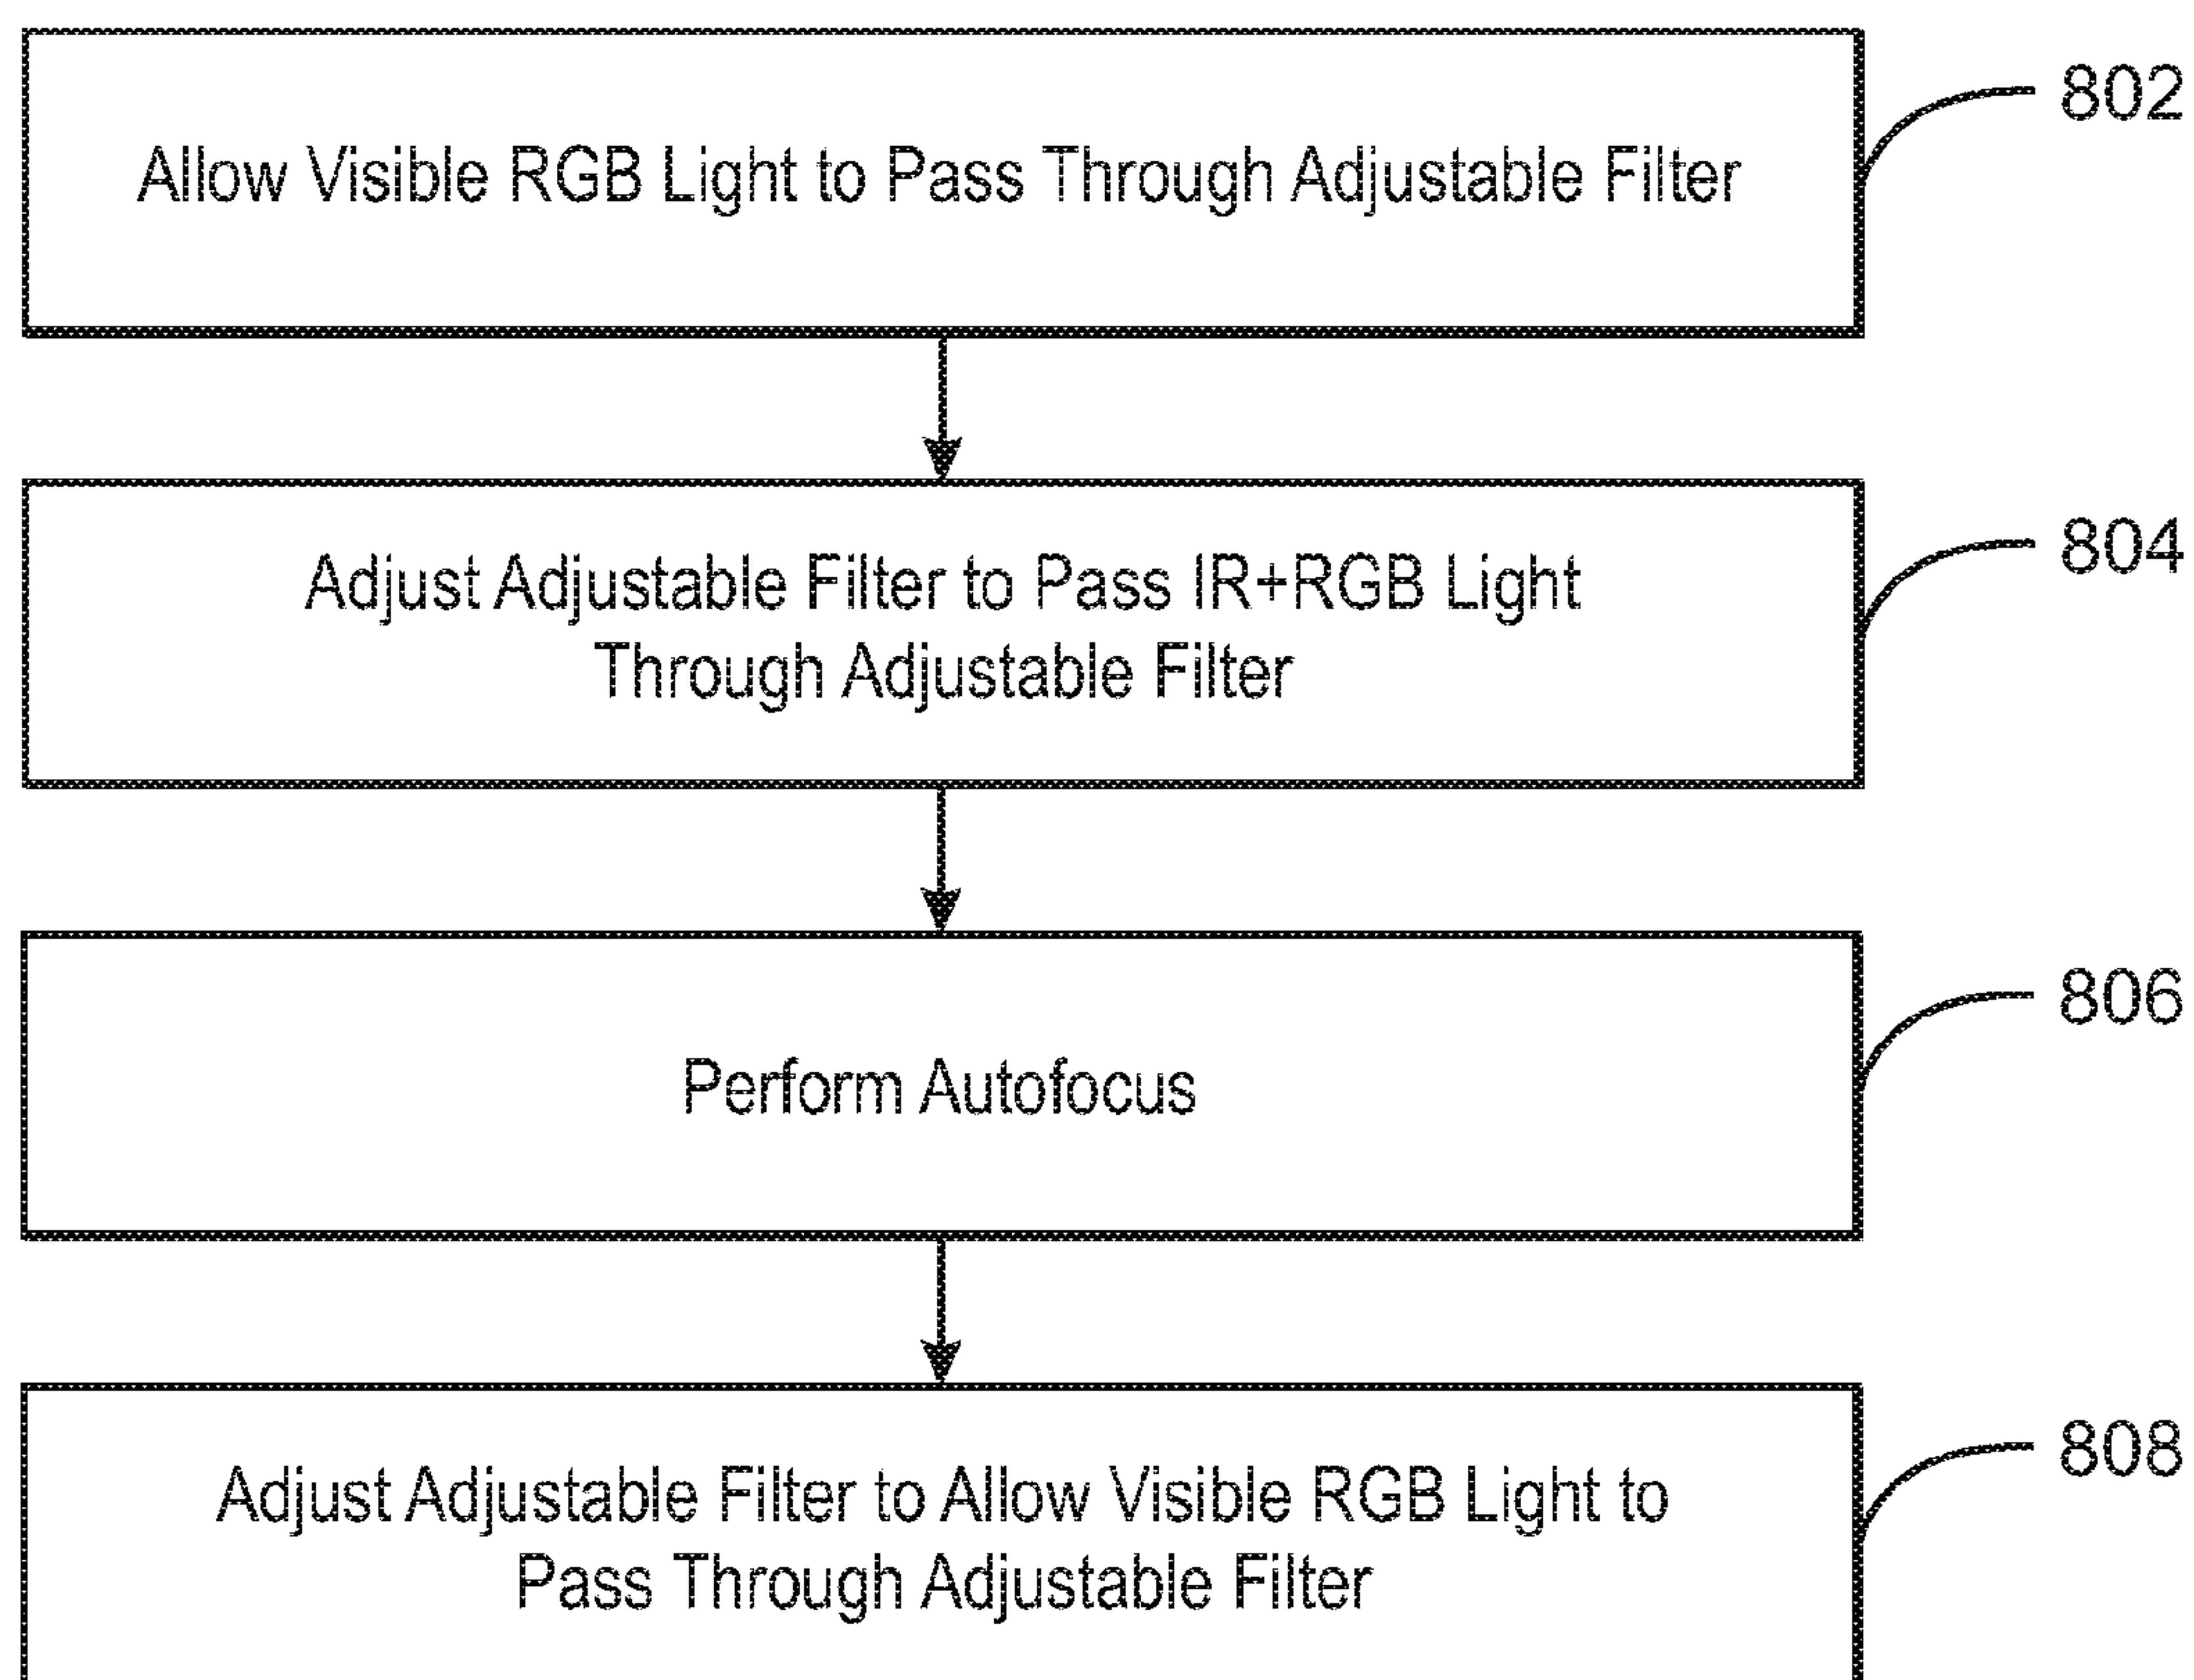 Allow Visible RGB Light to Pass Through Adjustable Filter
802
Adjust Adjustable Filter to Pass IR+RGB Light
Through Adjustable Filter
804
Perform Autofocus
806
Adjust Adjustable Filter to Allow Visible RGB Light to
Pass Through Adjustable Filter
808